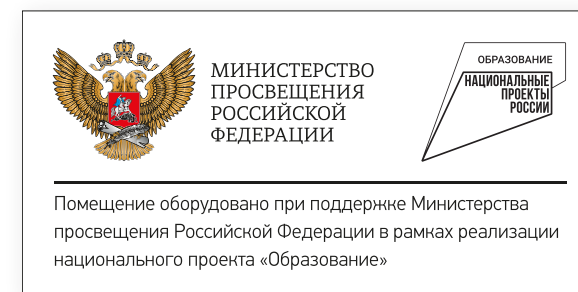 МИНИСТЕРСТВО
ПРОСВЕЩЕНИЯ
РОССИЙСКОЙ
ФЕДЕРАЦИИ
ОБРАЗОВАНИЕ
НАЦИОНАЛЬНЫЕ
ПРОЕКТЫ
РОССИИ
Помещение оборудовано при поддержке Министерства
просвещения Российской Федерации в рамках реализации
национального проекта «Образование»